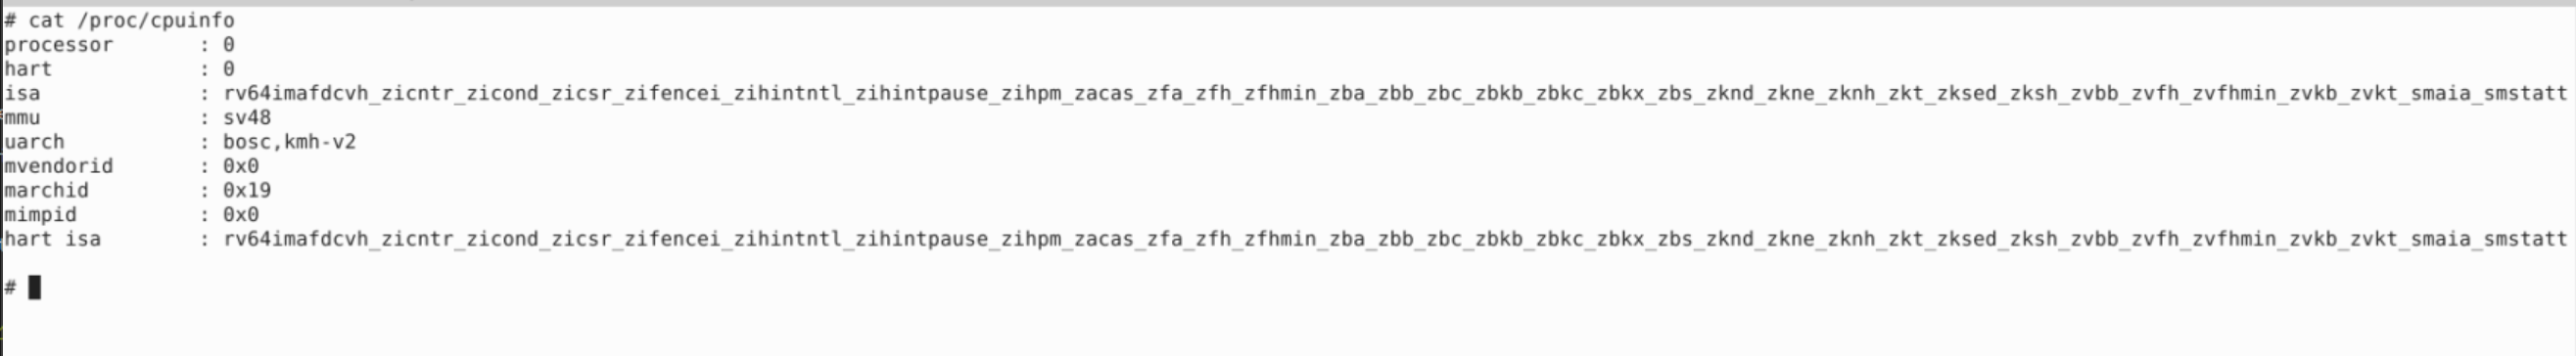 # cat /proc/cpuinfo
processor : 0
hart : 0
isa : rv64imafdcvh_zicntr_zicond_zicsr_zifencei_zihintntl_zihintpause_zihpm_zacas_zfa_zfh_zfhmin_zba_zbb_zbc_zbkb_zbkc_zbkx_zbs_zknd_zkne_zknh_zkt_zksed_zksh_zvbb_zvfh_zvfhmin_zvkb_zvkt_smaia_smstatt
mmu : sv48
uarch : bosc,kmh-v2
mvendorid : 0x0
marchid : 0x19
mimpid : 0x0
hart isa : rv64imafdcvh_zicntr_zicond_zicsr_zifencei_zihintntl_zihintpause_zihpm_zacas_zfa_zfh_zfhmin_zba_zbb_zbc_zbkb_zbkc_zbkx_zbs_zknd_zkne_zknh_zkt_zksed_zksh_zvbb_zvfh_zvfhmin_zvkb_zvkt_smaia_smstatt
#